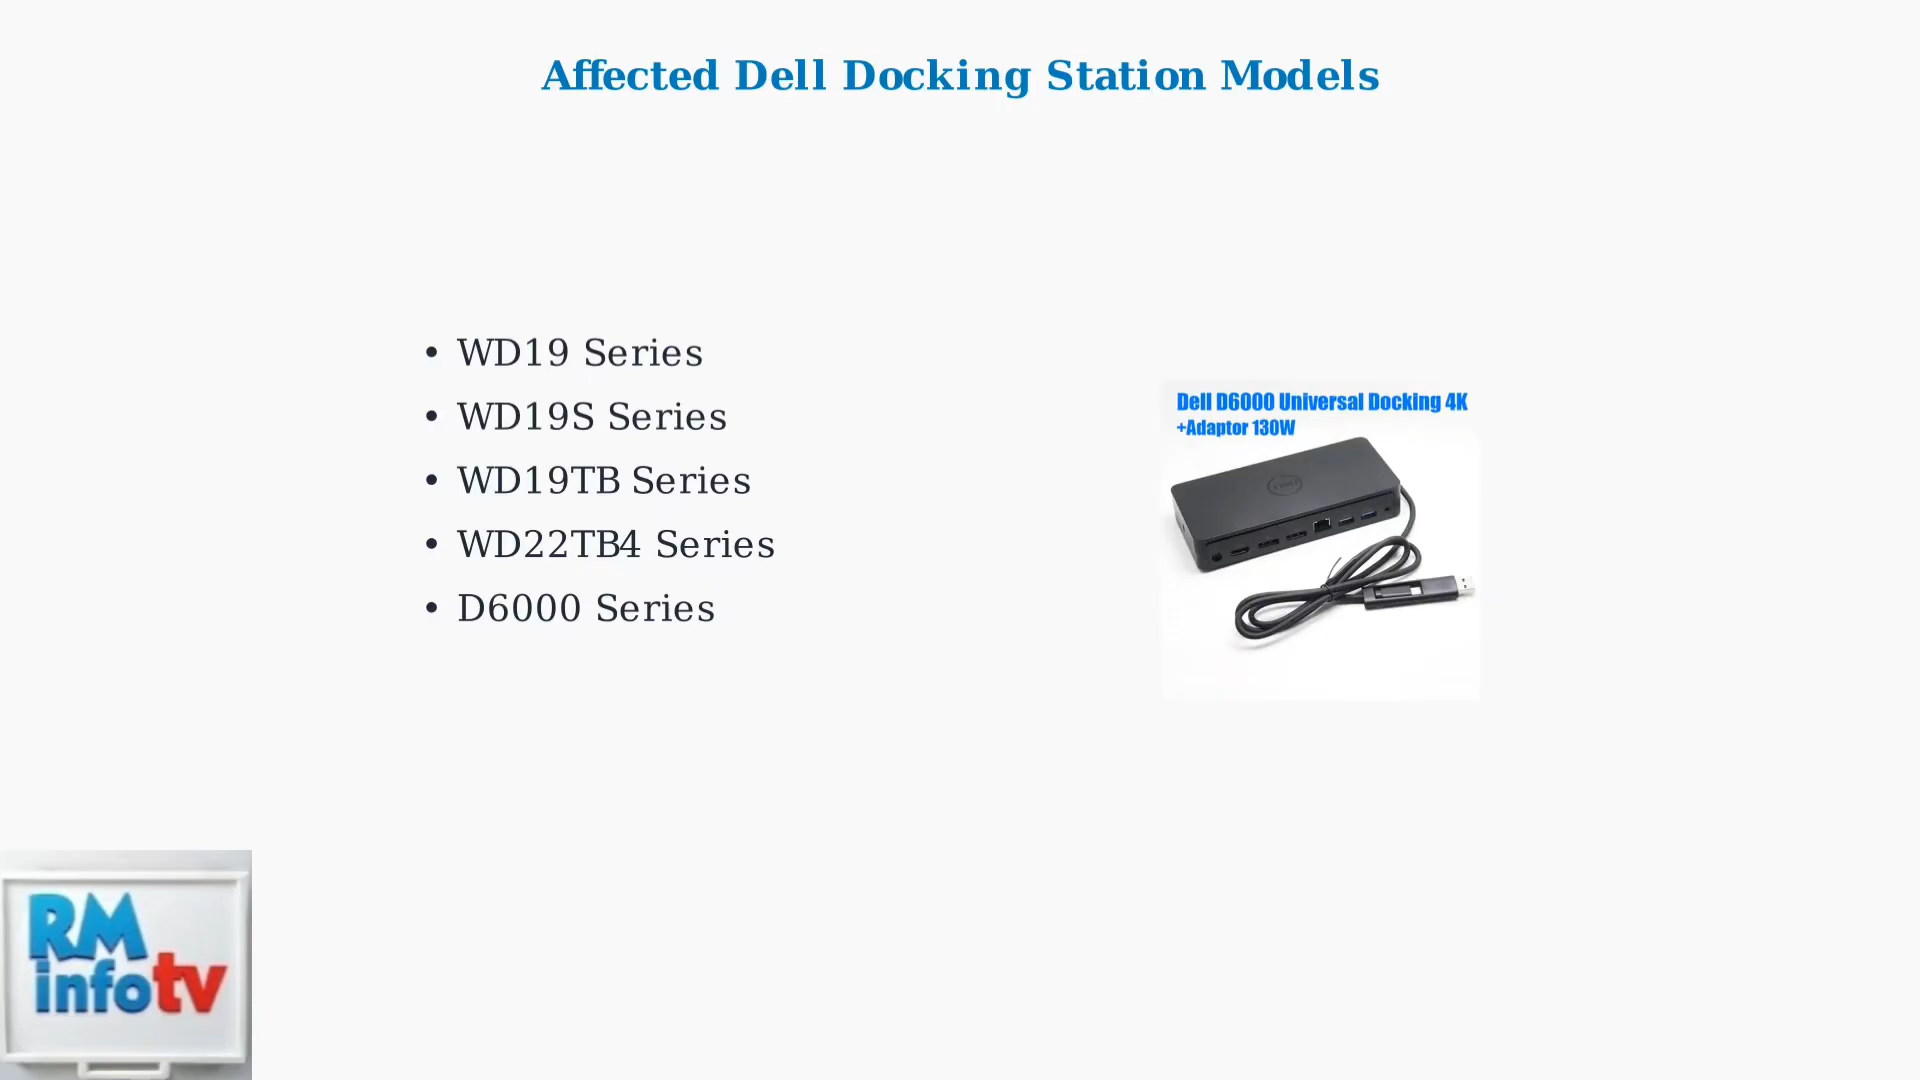 Affected Dell Docking Station Models
• WD19 Series
• WD19S Series
• WD19TB Series
• WD22TB4 Series
• D6000 Series
Dell D6000 Universal Docking 4K
+Adaptor 130W
RM
infotv